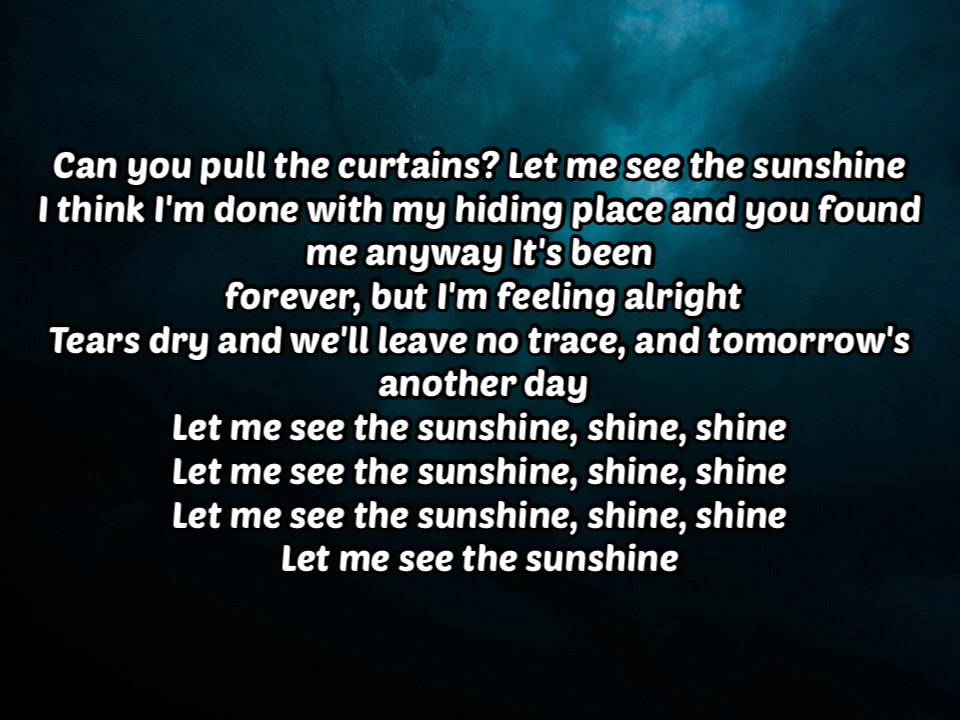 Can you pull the curtains? Let me see the sunshine
I think I'm done with my hiding place and you found
me anyway It's been
forever, but I'm feeling alright
Tears dry and we'll leave no trace, and tomorrow's
another day
Let me see the sunshine, shine, shine
Let me see the sunshine, shine, shine
Let me see the sunshine, shine, shine
Let me see the sunshine